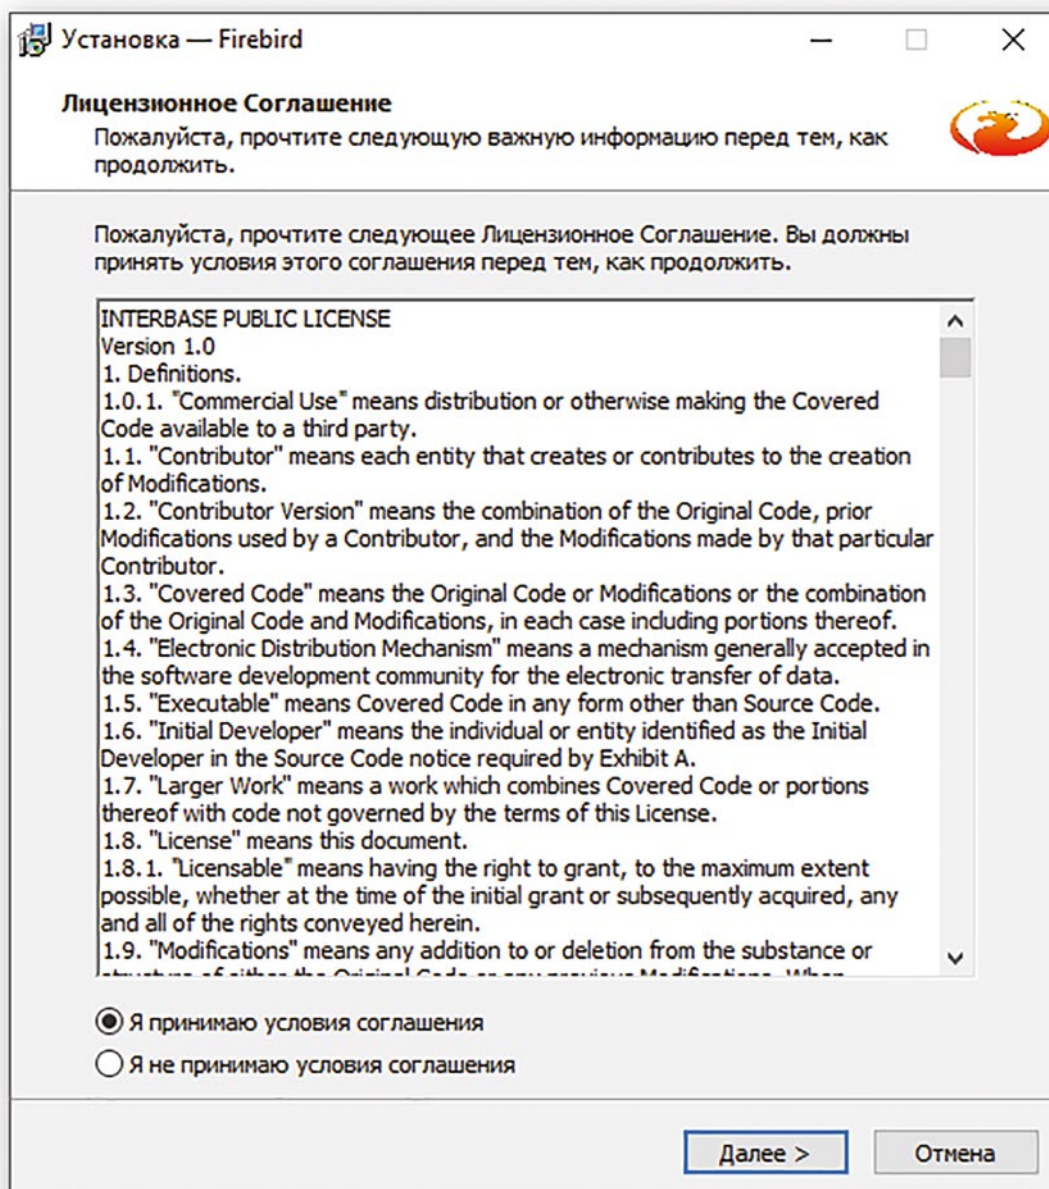 Установка — Firebird
Лицензионное Соглашение
Пожалуйста, прочтите следующую важную информацию перед тем, как
продолжить.
Пожалуйста, прочтите следующее Лицензионное Соглашение. Вы должны
принять условия этого соглашения перед тем, как продолжить.
INTERBASE PUBLIC LICENSE
Version 1.0
1. Definitions.
1.0.1. "Commercial Use" means distribution or otherwise making the Covered
Code available to a third party.
1.1. "Contributor" means each entity that creates or contributes to the creation
of Modifications.
1.2. "Contributor Version" means the combination of the Original Code, prior
Modifications used by a Contributor, and the Modifications made by that particular
Contributor.
1.3. "Covered Code" means the Original Code or Modifications or the combination
of the Original Code and Modifications, in each case including portions thereof.
1.4. "Electronic Distribution Mechanism" means a mechanism generally accepted in
the software development community for the electronic transfer of data.
1.5. "Executable" means Covered Code in any form other than Source Code.
1.6. "Initial Developer" means the individual or entity identified as the Initial
Developer in the Source Code notice required by Exhibit A.
1.7. "Larger Work" means a work which combines Covered Code or portions
thereof with code not governed by the terms of this License.
1.8. "License" means this document.
1.8.1. "Licensable" means having the right to grant, to the maximum extent
possible, whether at the time of the initial grant or subsequently acquired, any
and all of the rights conveyed herein.
1.9. "Modifications" means any addition to or deletion from the substance or
Я принимаю условия соглашения
Я не принимаю условия соглашения
Далее >
Отмена